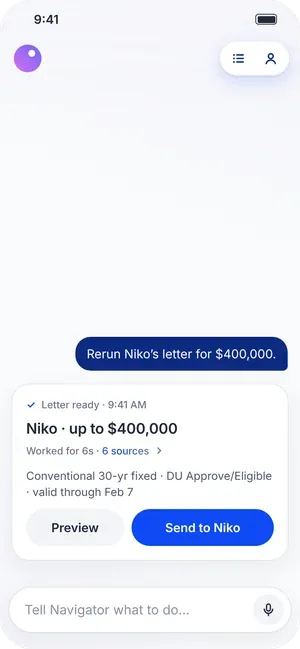 9:41
Rerun Niko’s letter for $400,000.
Letter ready · 9:41 AM
Niko · up to $400,000
Worked for 6s · 6 sources
Conventional 30-yr fixed · DU Approve/Eligible
· valid through Feb 7
Preview
Send to Niko
Tell Navigator what to do...